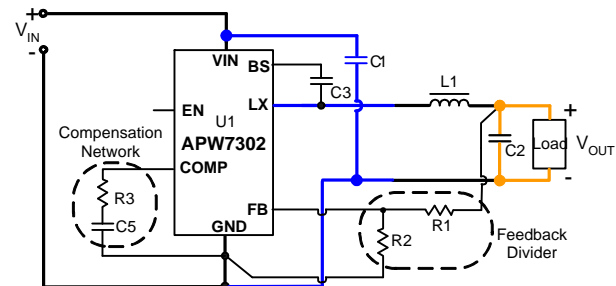 +
VIN
-
VIN
BS
C1
C3
L1
EN
LX
U1
APW7302
COMP
Compensation
Network
R3
C5
C2
Load
+
VOUT
-
FB
GND
R1
R2
Feedback
Divider